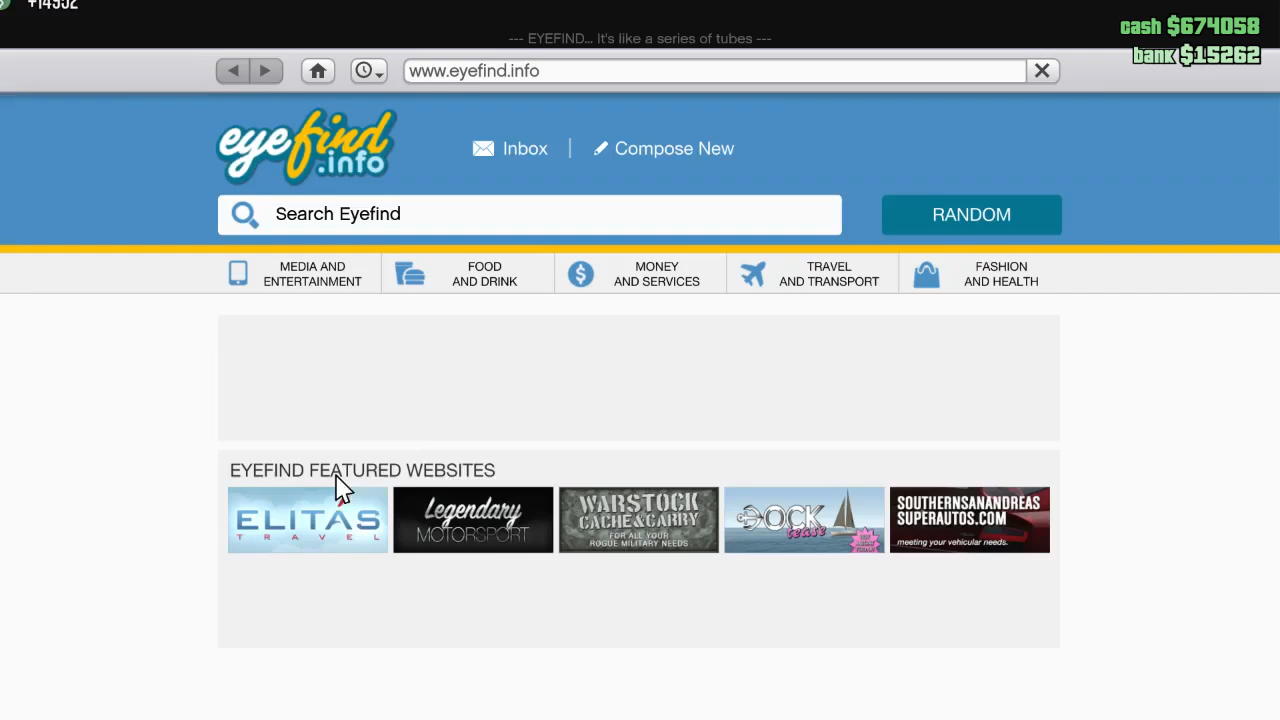 +14952
cash $674058
--- EYEFIND... It's like a series of tubes ---
bank $15262
www.eyefind.info
eyefind
.info
Inbox
Compose New
Search Eyefind
RANDOM
MEDIA AND
ENTERTAINMENT
FOOD
AND DRINK
MONEY
AND SERVICES
TRAVEL
AND TRANSPORT
FASHION
AND HEALTH
EYEFIND FEATURED WEBSITES
ELITAS
TRAVEL
Legendary
MOTORSPORT
WARSTOCK
CACHE&CARRY
FOR ALL YOUR
ROGUE MILITARY NEEDS
DOCK
tease
SOUTHERNSANANDREAS
SUPERAUTOS.COM
meeting your vehicular needs.